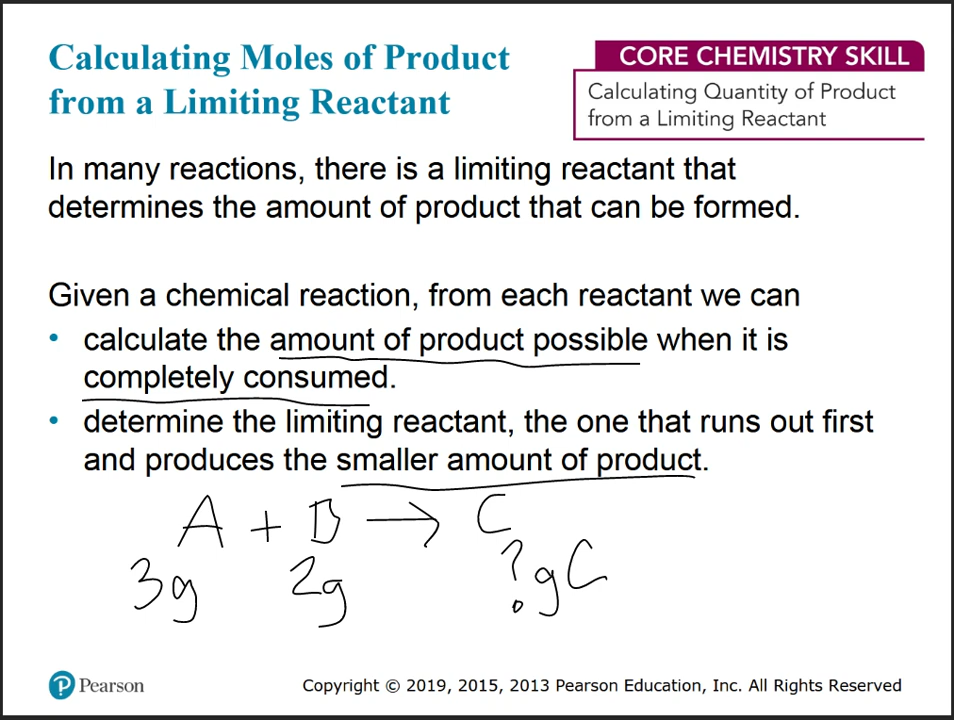 Calculating Moles of Product
from a Limiting Reactant
CORE CHEMISTRY SKILL
Calculating Quantity of Product
from a Limiting Reactant
In many reactions, there is a limiting reactant that
determines the amount of product that can be formed.
Given a chemical reaction, from each reactant we can
• calculate the amount of product possible when it is
completely consumed.
• determine the limiting reactant, the one that runs out first
and produces the smaller amount of product.
A + B → C
3g 2g ? g C
Pearson
Copyright © 2019, 2015, 2013 Pearson Education, Inc. All Rights Reserved